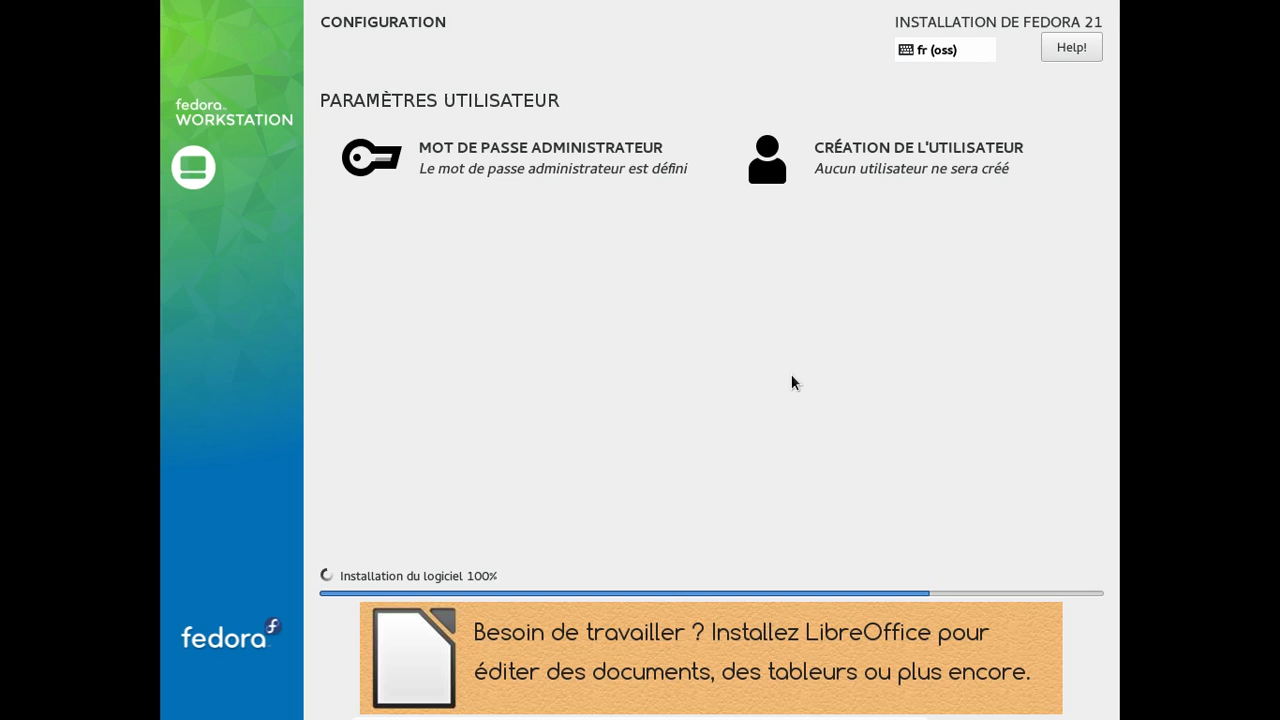 CONFIGURATION
INSTALLATION DE FEDORA 21
fr (oss)
Help!
fedora
WORKSTATION
PARAMÈTRES UTILISATEUR
MOT DE PASSE ADMINISTRATEUR
Le mot de passe administrateur est défini
CRÉATION DE L'UTILISATEUR
Aucun utilisateur ne sera créé
Installation du logiciel 100%
fedora
Besoin de travailler ? Installez LibreOffice pour
éditer des documents, des tableurs ou plus encore.